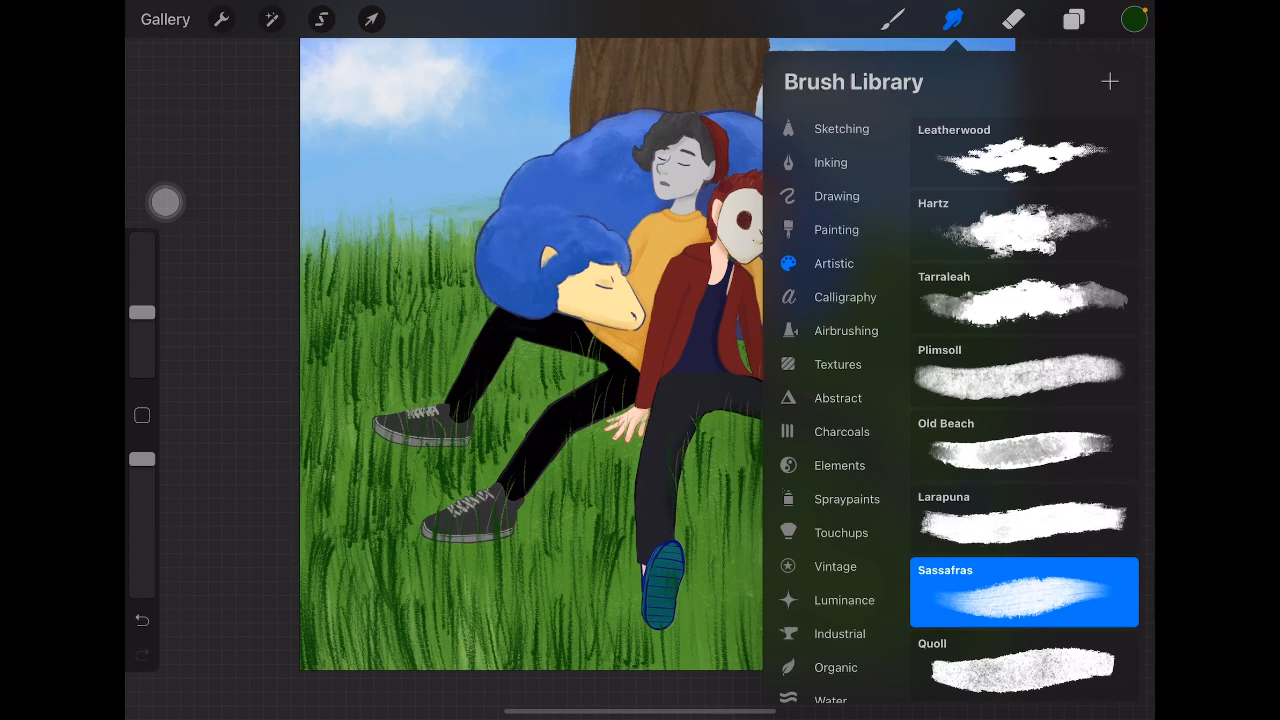 Gallery
Brush Library
Sketching
Inking
Drawing
Painting
Artistic
Calligraphy
Airbrushing
Textures
Abstract
Charcoals
Elements
Spraypaints
Touchups
Vintage
Luminance
Industrial
Organic
Water
Leatherwood
Hartz
Tarraleah
Plimsoll
Old Beach
Larapuna
Sassafras
Quoll